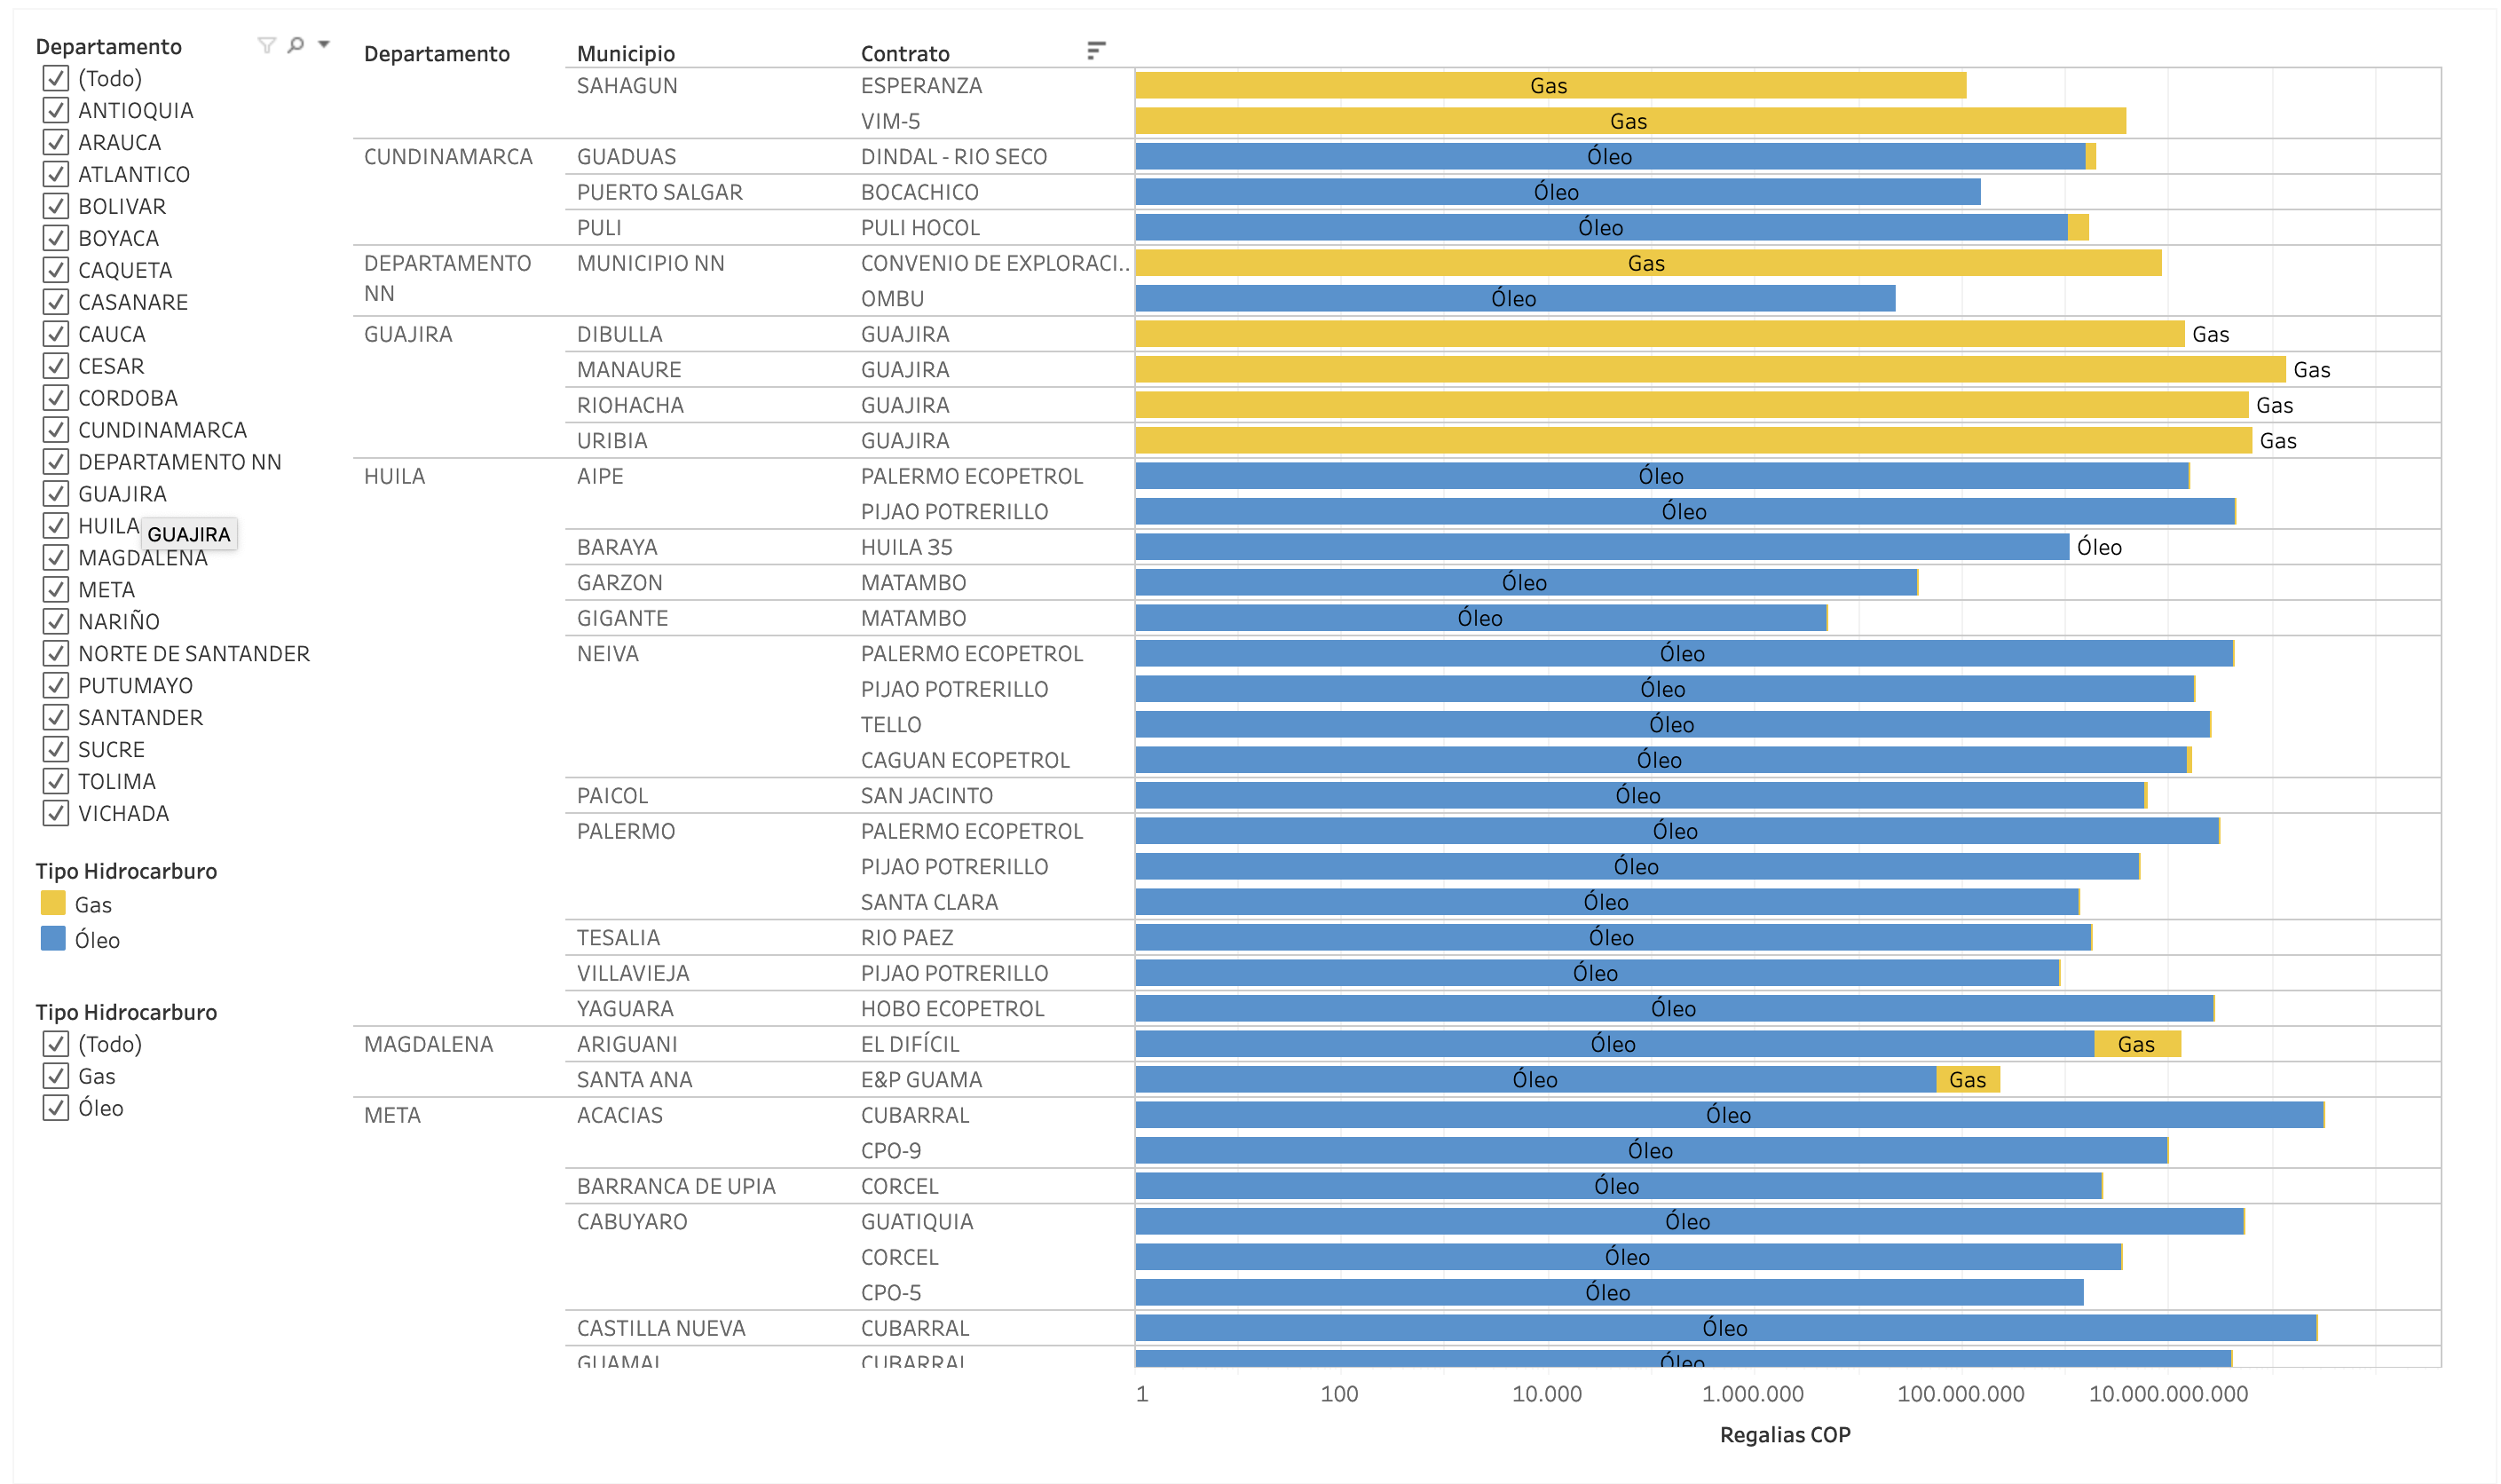 Departamento
(Todo)
ANTIOQUIA
ARAUCA
ATLANTICO
BOLIVAR
BOYACA
CAQUETA
CASANARE
CAUCA
CESAR
CORDOBA
CUNDINAMARCA
DEPARTAMENTO NN
GUAJIRA
HUILA
GUAJIRA
MAGDALENA
META
NARIÑO
NORTE DE SANTANDER
PUTUMAYO
SANTANDER
SUCRE
TOLIMA
VICHADA
Tipo Hidrocarburo
Gas
Óleo
Tipo Hidrocarburo
(Todo)
Gas
Óleo
Departamento Municipio Contrato
SAHAGUN ESPERANZA Gas
VIM-5 Gas
CUNDINAMARCA GUADUAS DINDAL - RIO SECO Óleo
PUERTO SALGAR BOCACHICO Óleo
PULI PULI HOCOL Óleo
DEPARTAMENTO MUNICIPIO NN CONVENIO DE EXPLORACI.. Gas
NN OMBU Óleo
GUAJIRA DIBULLA GUAJIRA Gas
MANAURE GUAJIRA Gas
RIOHACHA GUAJIRA Gas
URIBIA GUAJIRA Gas
HUILA AIPE PALERMO ECOPETROL Óleo
PIJAO POTRERILLO Óleo
BARAYA HUILA 35 Óleo
GARZON MATAMBO Óleo
GIGANTE MATAMBO Óleo
NEIVA PALERMO ECOPETROL Óleo
PIJAO POTRERILLO Óleo
TELLO Óleo
CAGUAN ECOPETROL Óleo
PAICOL SAN JACINTO Óleo
PALERMO PALERMO ECOPETROL Óleo
PIJAO POTRERILLO Óleo
SANTA CLARA Óleo
TESALIA RIO PAEZ Óleo
VILLAVIEJA PIJAO POTRERILLO Óleo
YAGUARA HOBO ECOPETROL Óleo
MAGDALENA ARIGUANI EL DIFÍCIL Óleo Gas
SANTA ANA E&P GUAMA Óleo Gas
META ACACIAS CUBARRAL Óleo
CPO-9 Óleo
BARRANCA DE UPIA CORCEL Óleo
CABUYARO GUATIQUIA Óleo
CORCEL Óleo
CPO-5 Óleo
CASTILLA NUEVA CUBARRAL Óleo
GUAMAL CUBARRAL Óleo
1 100 10.000 1.000.000 100.000.000 10.000.000.000
Regalias COP